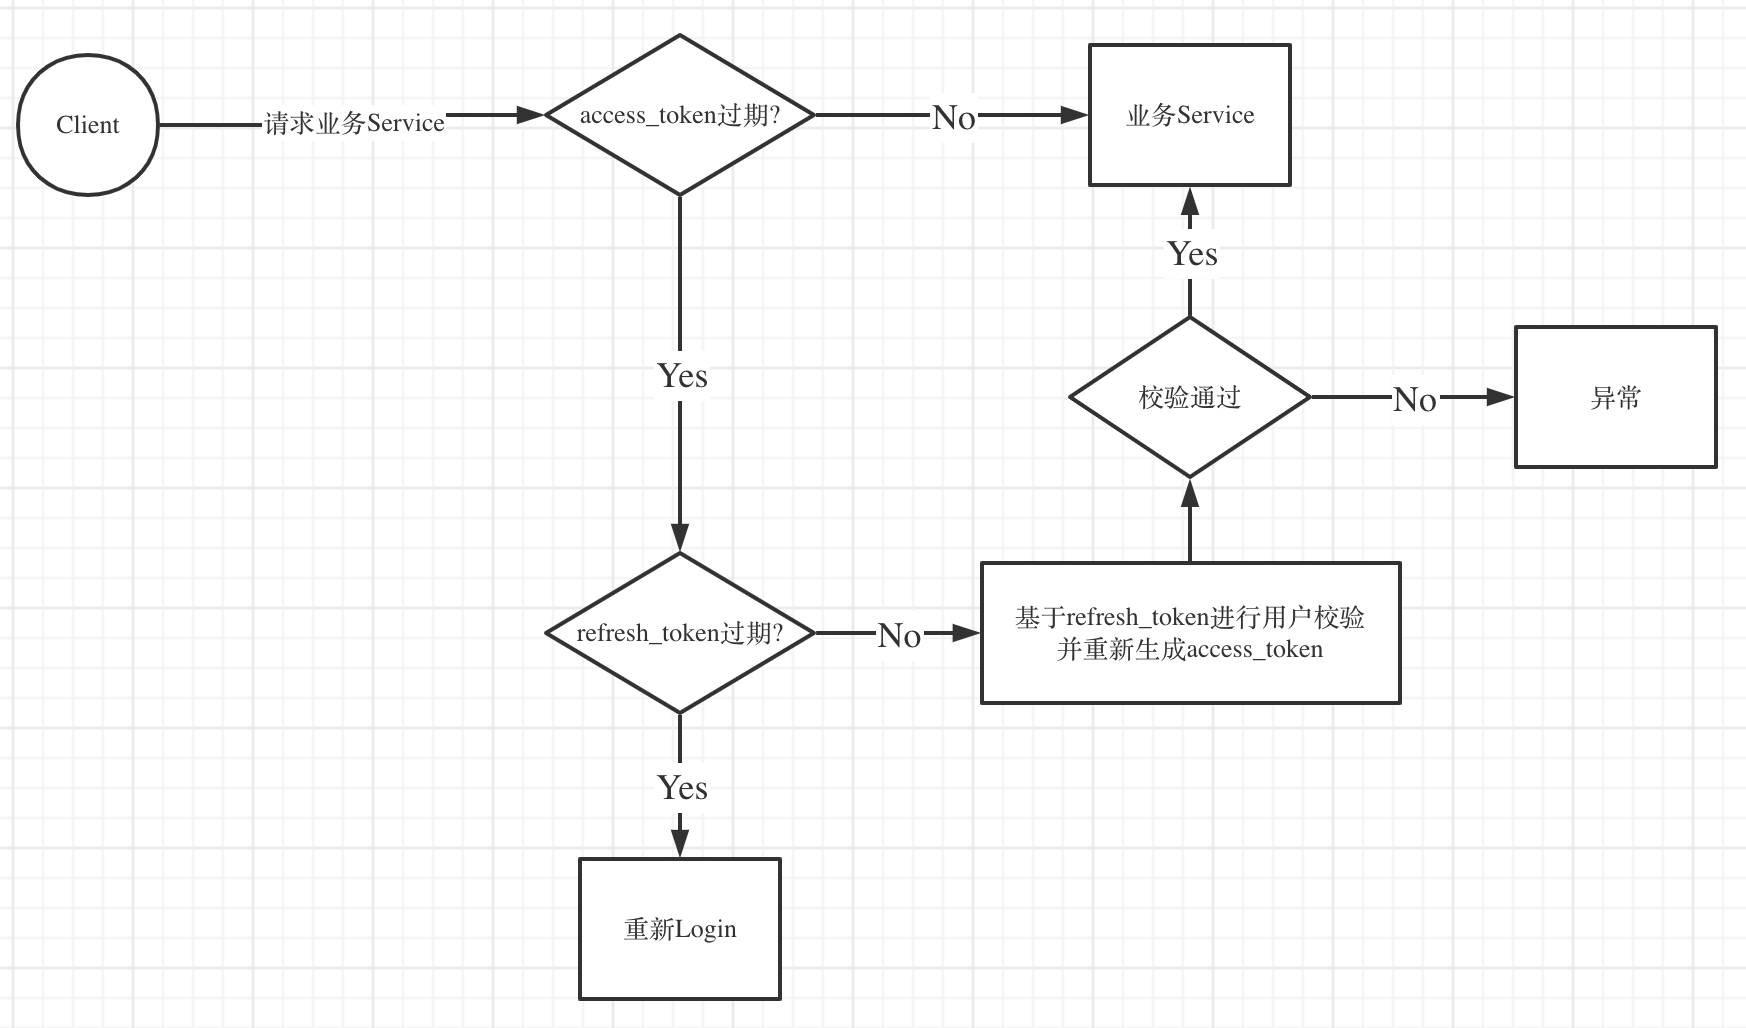 Client
请求业务Service
access_token过期?
No
业务Service
Yes
Yes
校验通过
No
异常
refresh_token过期?
No
基于refresh_token进行用户校验
并重新生成access_token
Yes
重新Login